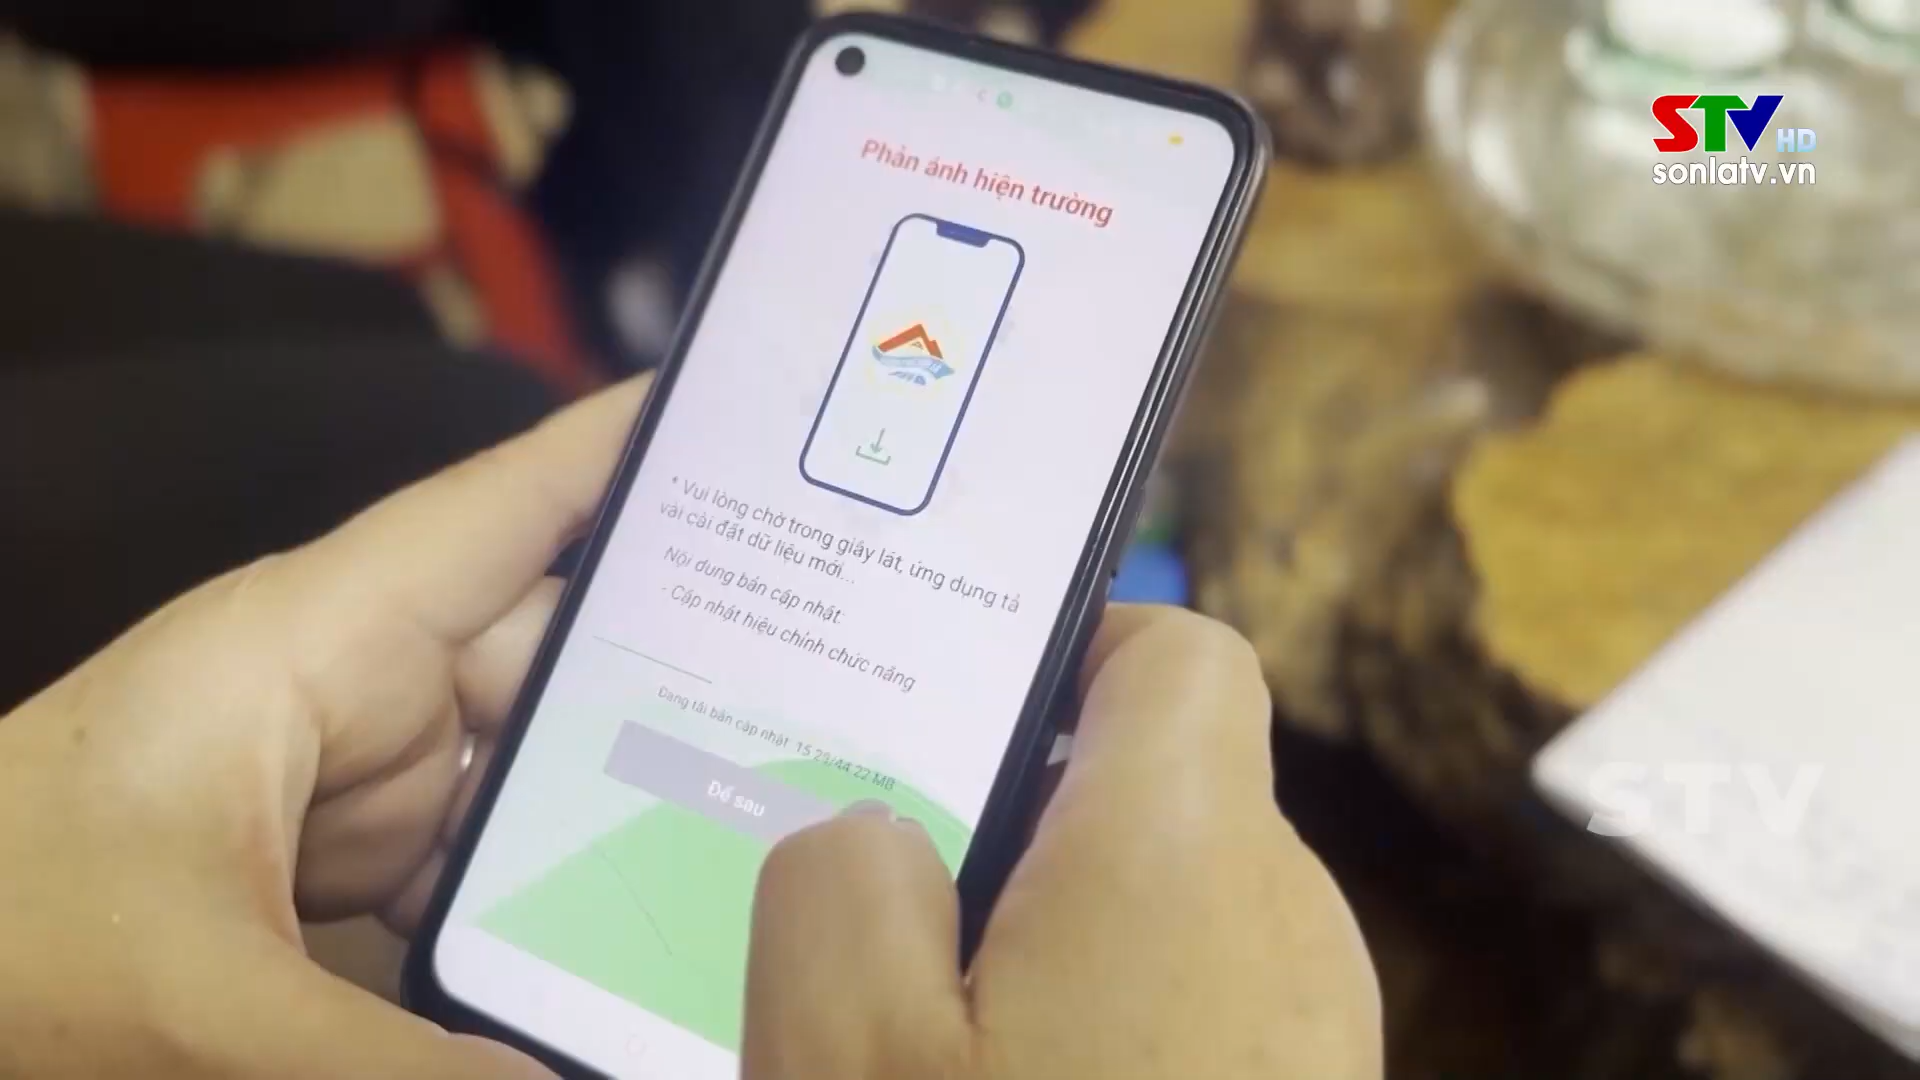 STV HD
sonlatv.vn
Phản ánh hiện trường
* Vui lòng chờ trong giây lát, ứng dụng tả
và cài đặt dữ liệu mới...
Nội dung bản cập nhật:
- Cập nhật hiệu chỉnh chức năng
Đang tải bản cập nhật 15.29/44.22 MB
Để sau
STV